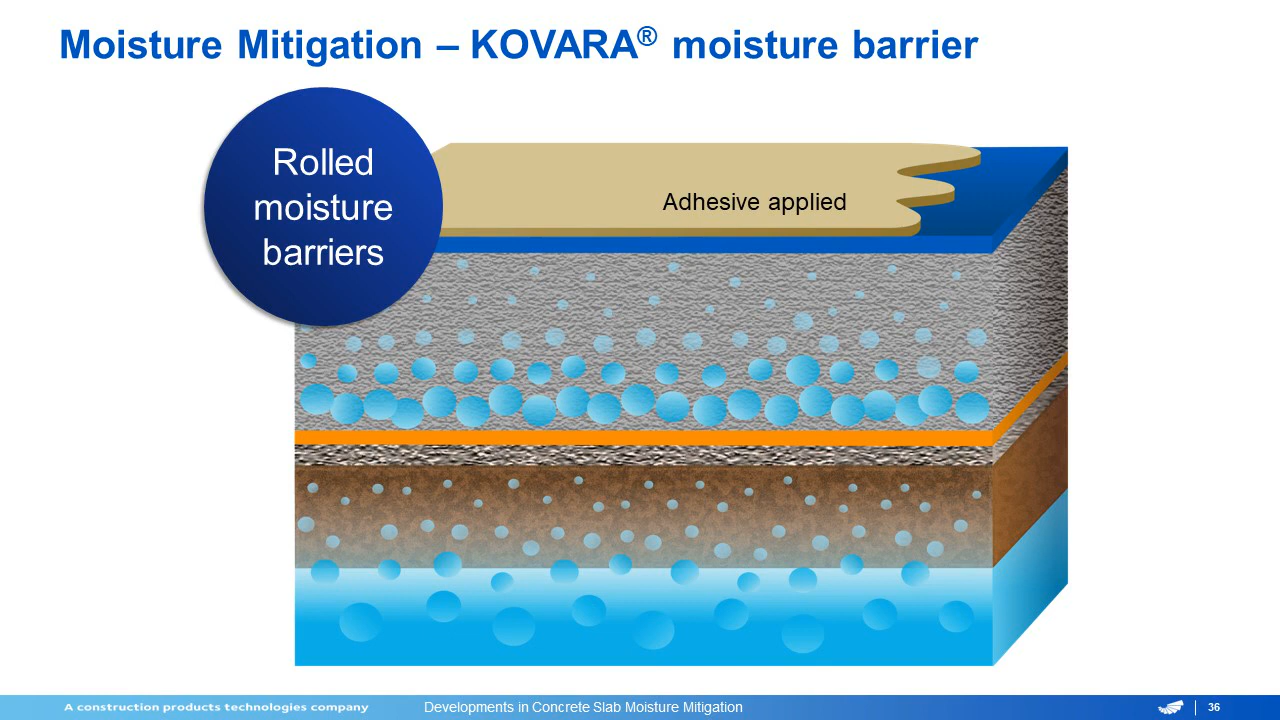 Moisture Mitigation – KOVARA® moisture barrier
Rolled
moisture
barriers
Adhesive applied
A construction products technologies company
Developments in Concrete Slab Moisture Mitigation
36